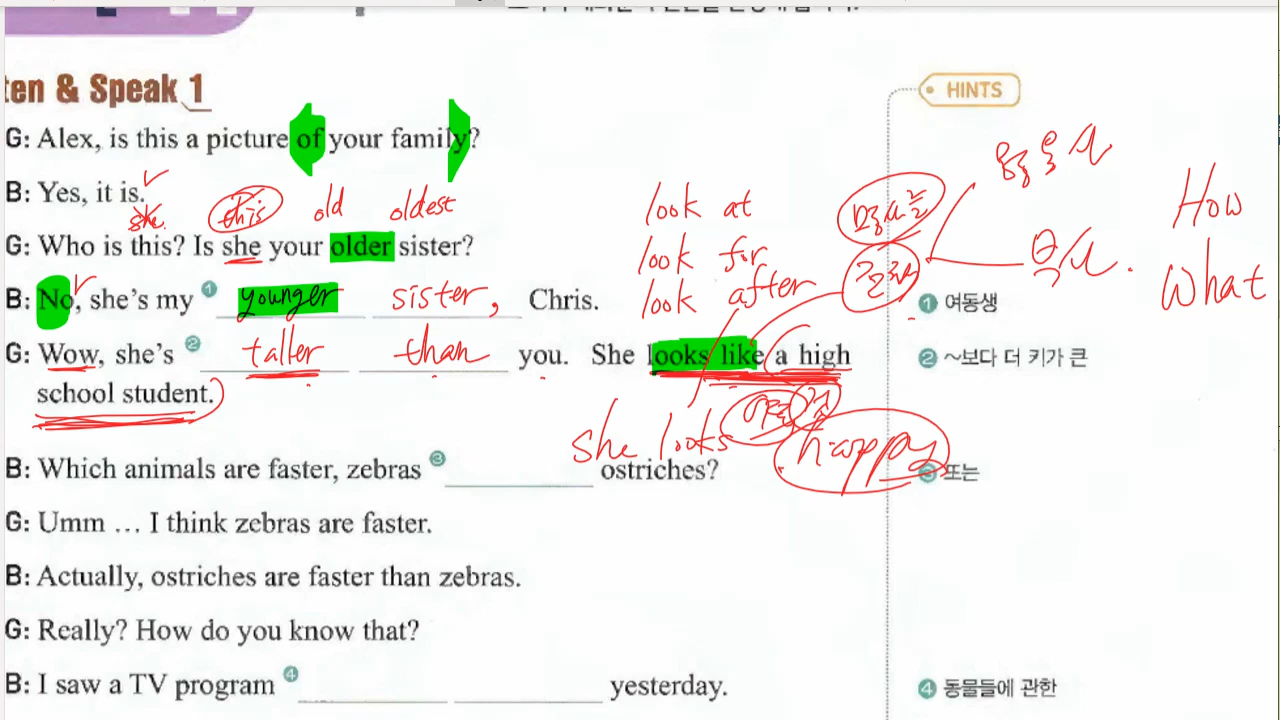 ten & Speak 1
HINTS
G: Alex, is this a picture of your family?
B: Yes, it is.
she this old oldest
look at
How
G: Who is this? Is she your older sister?
look for
what
B: No, she's my ① younger sister, Chris.
look after
① 여동생
G: Wow, she's ② taller than you. She looks like a high
② ~보다 더 키가 큰
school student.
she looks happy
B: Which animals are faster, zebras ③ ostriches?
③ 또는
G: Umm … I think zebras are faster.
B: Actually, ostriches are faster than zebras.
G: Really? How do you know that?
B: I saw a TV program ④ yesterday.
④ 동물들에 관한